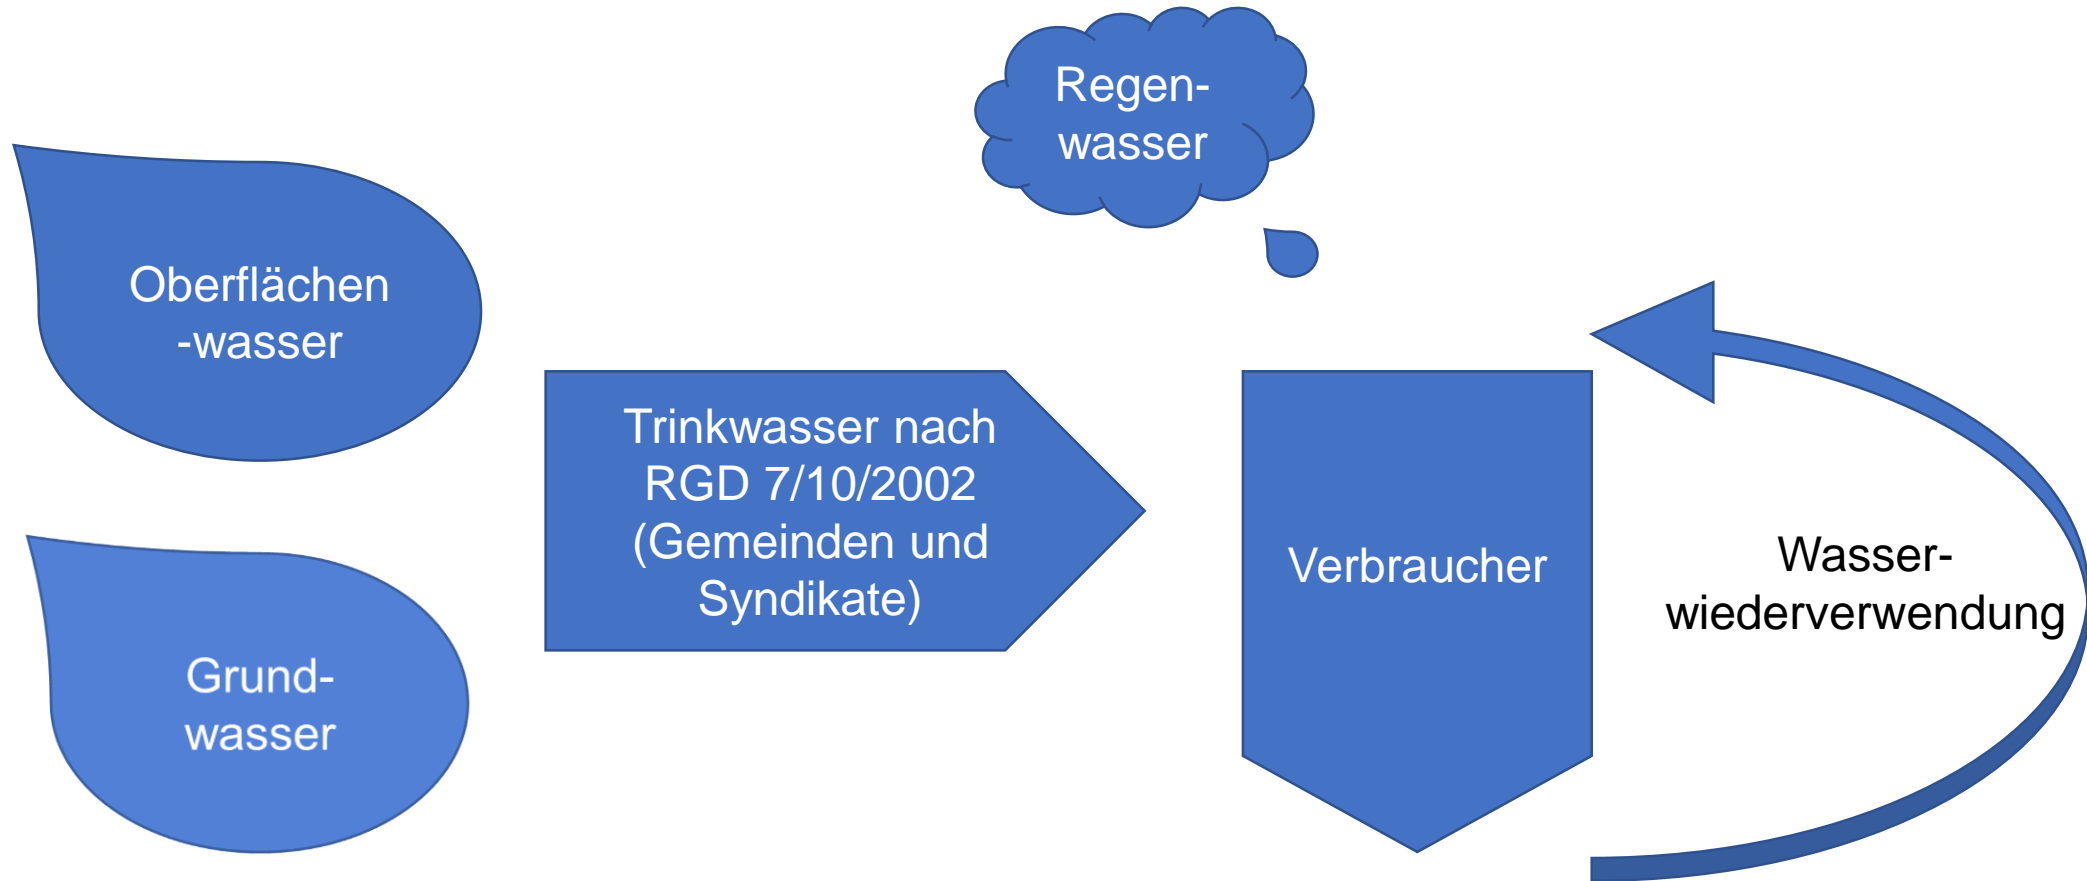 Regen-
wasser
Oberflächen
-wasser
Trinkwasser nach
RGD 7/10/2002
(Gemeinden und
Syndikate)
Verbraucher
Wasser-
wiederverwendung
Grund-
wasser